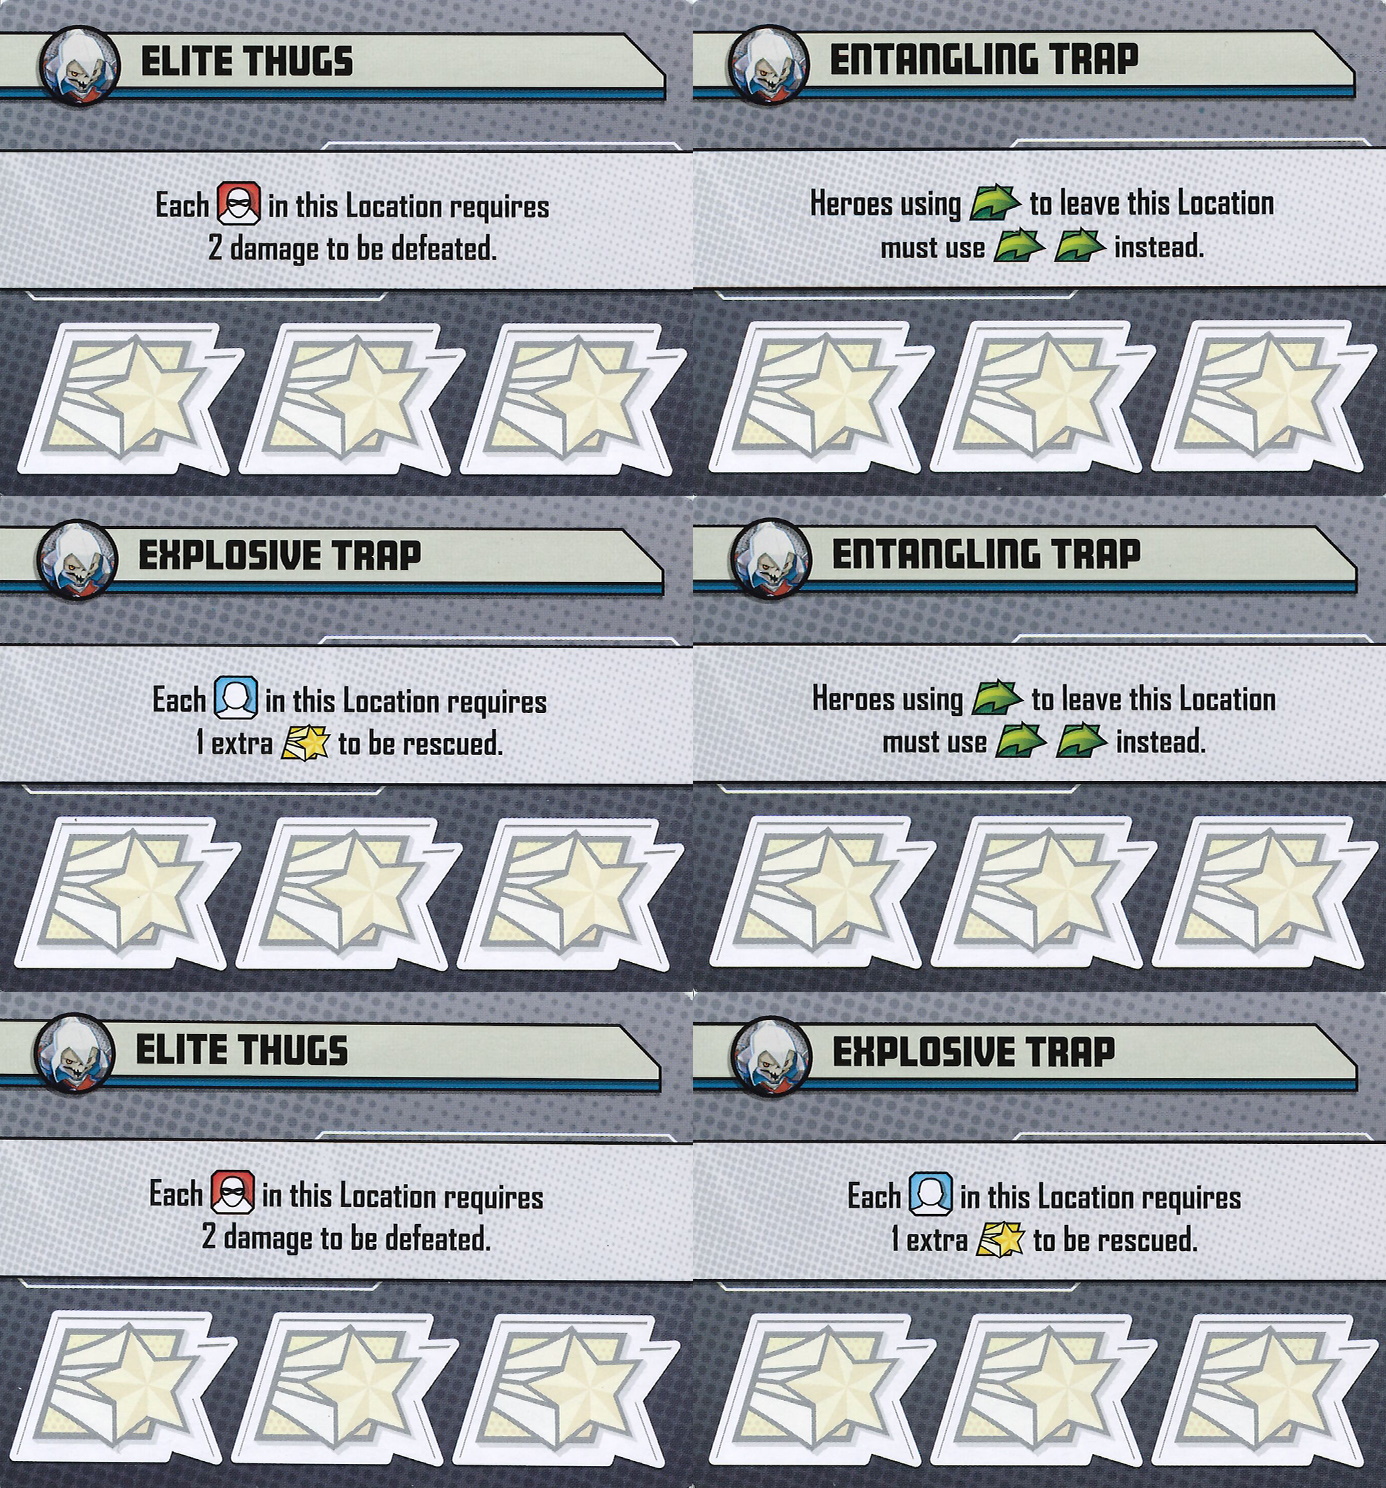 ELITE THUGS
Each in this Location requires
2 damage to be defeated.
ENTANGLING TRAP
Heroes using to leave this Location
must use instead.
EXPLOSIVE TRAP
Each in this Location requires
1 extra to be rescued.
ENTANGLING TRAP
Heroes using to leave this Location
must use instead.
ELITE THUGS
Each in this Location requires
2 damage to be defeated.
EXPLOSIVE TRAP
Each in this Location requires
1 extra to be rescued.